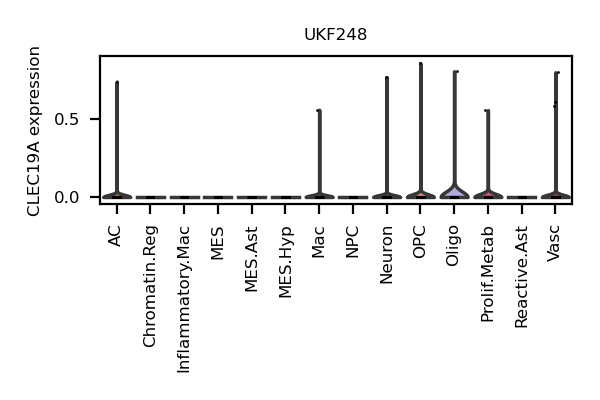 UKF248
CLEC19A expression
0.5
0.0
AC
Chromatin.Reg
Inflammatory.Mac
MES
MES.Ast
MES.Hyp
Mac
NPC
Neuron
OPC
Oligo
Prolif.Metab
Reactive.Ast
Vasc